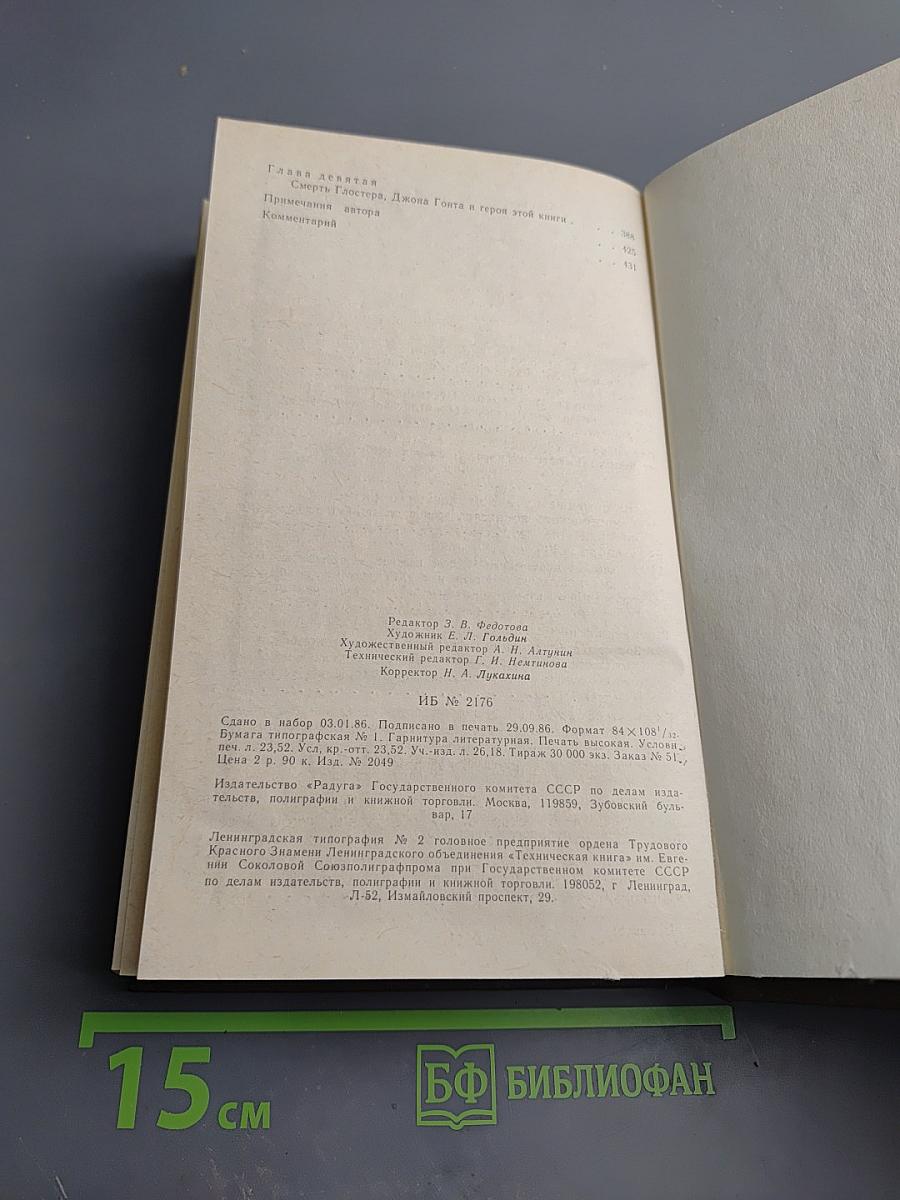 Глава девятая
Смерть Глостера, Джона Гонта и героя этой книги . . . 388
Примечания автора . . 425
Комментарий . . 431
Редактор З. В. Федотова
Художник Е. Л. Гольдин
Художественный редактор А. Н. Алтунин
Технический редактор Г. И. Немтинова
Корректор Н. А. Лукахина
ИБ № 2176
Сдано в набор 03.01.86. Подписано в печать 29.09.86. Формат 84×108¹/₃₂.
Бумага типографская № 1. Гарнитура литературная. Печать высокая. Условн.
печ. л. 23,52. Усл. кр.-отт. 23,52. Уч.-изд. л. 26,18. Тираж 30 000 экз. Заказ № 51.
Цена 2 р. 90 к. Изд. № 2049
Издательство «Радуга» Государственного комитета СССР по делам изда-
тельств, полиграфии и книжной торговли. Москва, 119859, Зубовский буль-
вар, 17
Ленинградская типография № 2 головное предприятие ордена Трудового
Красного Знамени Ленинградского объединения «Техническая книга» им. Евге-
нии Соколовой Союзполиграфпрома при Государственном комитете СССР
по делам издательств, полиграфии и книжной торговли. 198052, г Ленинград,
Л-52, Измайловский проспект, 29.
15 см
БФ БИБЛИОФАН